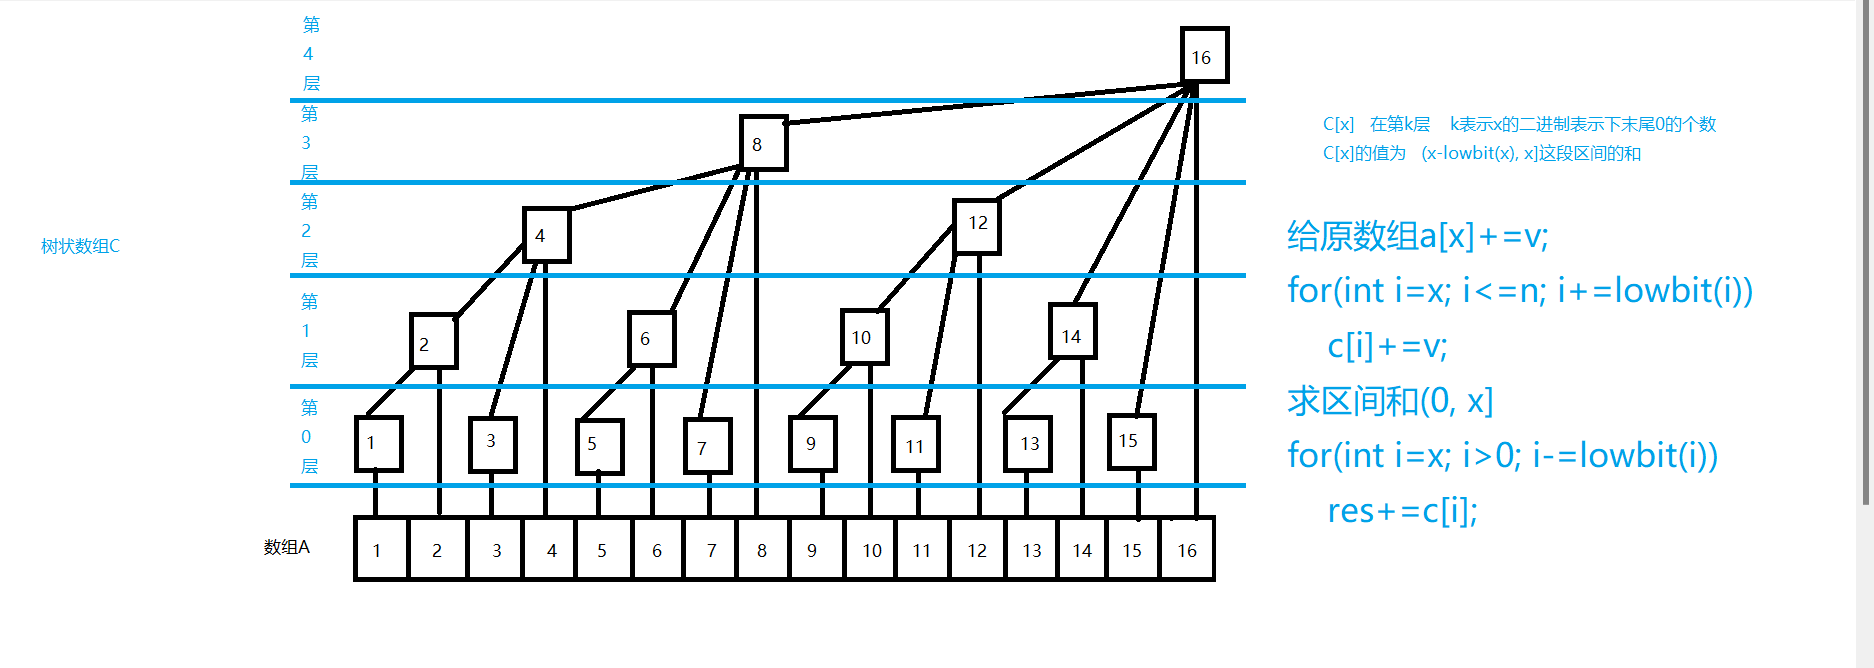 第
4
层
16
第
3
层
8
C[x] 在第k层 k表示x的二进制表示下末尾0的个数
C[x]的值为 (x-lowbit(x), x]这段区间的和
第
2
层
4
12
树状数组C
给原数组a[x]+=v;
for(int i=x; i<=n; i+=lowbit(i))
c[i]+=v;
第
1
层
2
6
10
14
求区间和(0, x]
for(int i=x; i>0; i-=lowbit(i))
res+=c[i];
第
0
层
1 3 5 7 9 11 13 15
数组A 1 2 3 4 5 6 7 8 9 10 11 12 13 14 15 16